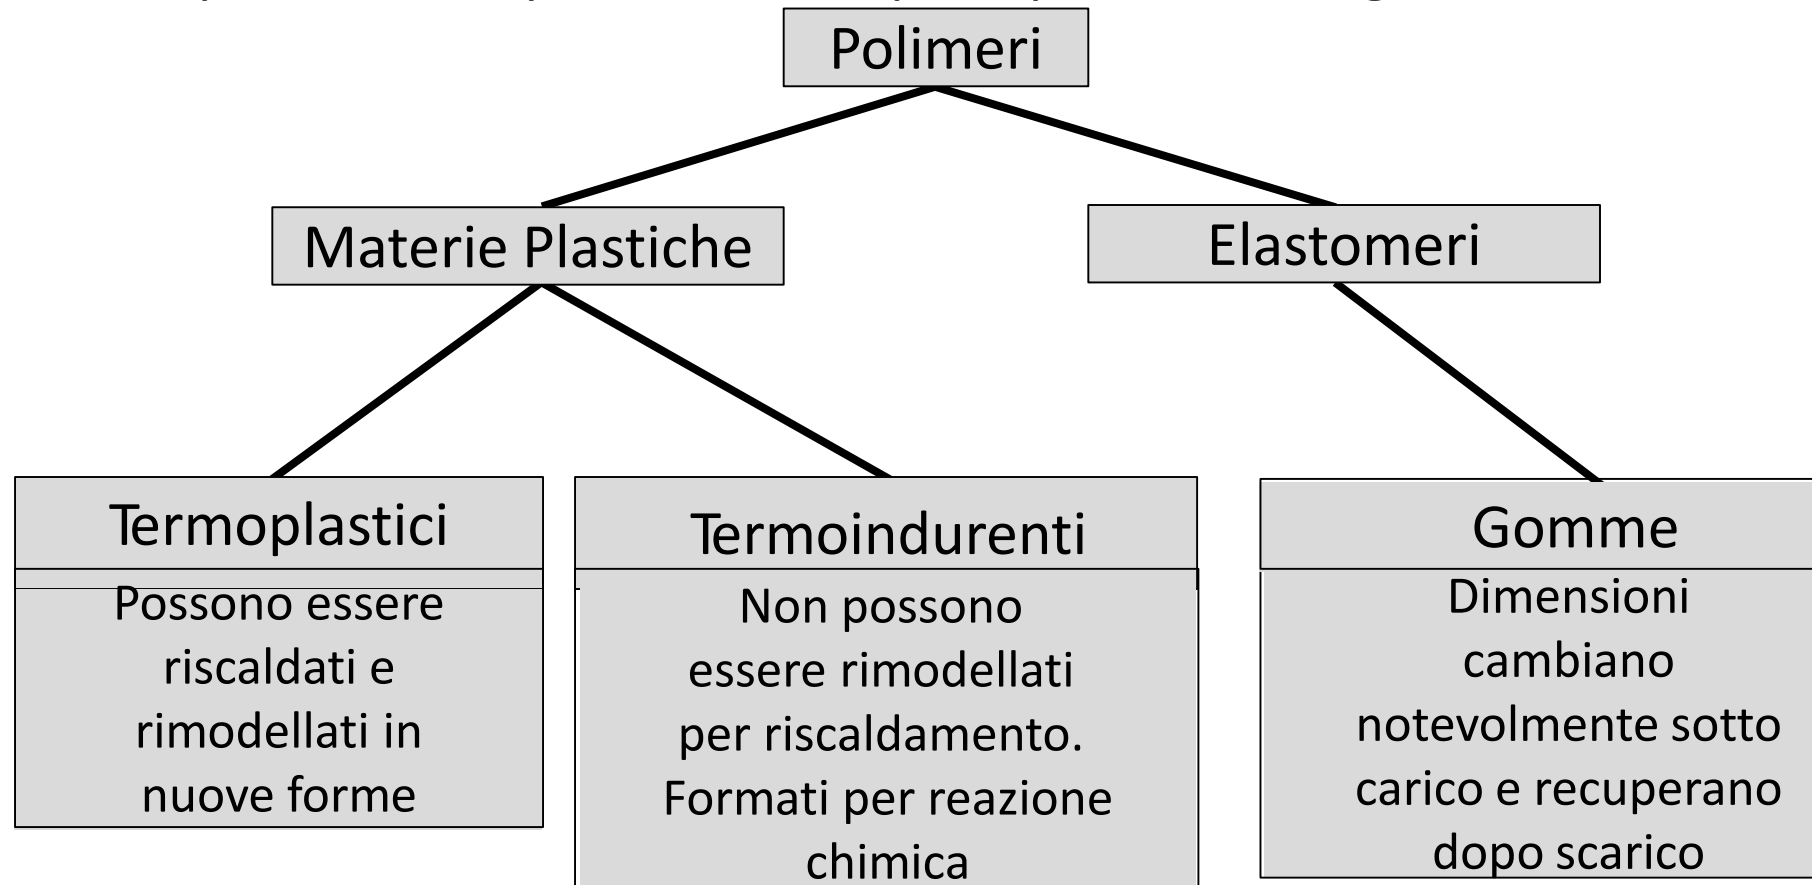 Polimeri
Materie Plastiche
Elastomeri
Termoplastici
Possono essere
riscaldati e
rimodellati in
nuove forme
Termoindurenti
Non possono
essere rimodellati
per riscaldamento.
Formati per reazione
chimica
Gomme
Dimensioni
cambiano
notevolmente sotto
carico e recuperano
dopo scarico